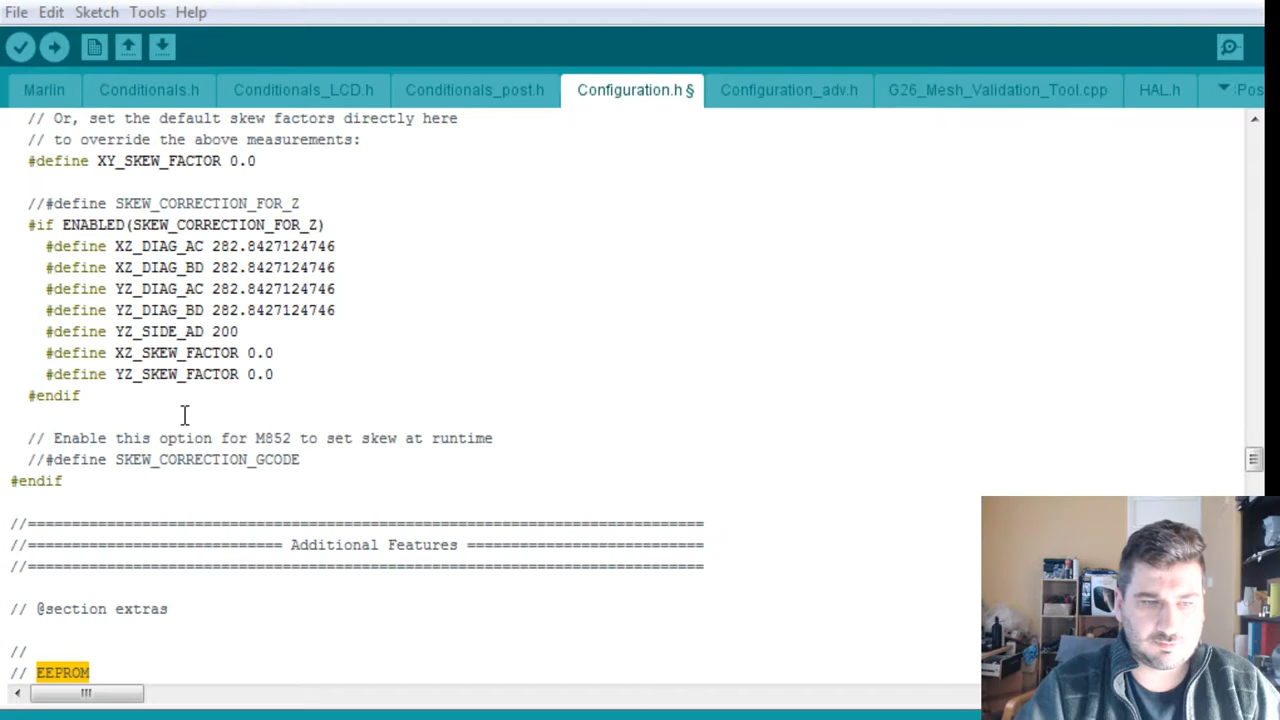 File Edit Sketch Tools Help
Marlin Conditionals.h Conditionals_LCD.h Conditionals_post.h Configuration.h § Configuration_adv.h G26_Mesh_Validation_Tool.cpp HAL.h Pos
// Or, set the default skew factors directly here
// to override the above measurements:
#define XY_SKEW_FACTOR 0.0
//#define SKEW_CORRECTION_FOR_Z
#if ENABLED(SKEW_CORRECTION_FOR_Z)
#define XZ_DIAG_AC 282.8427124746
#define XZ_DIAG_BD 282.8427124746
#define YZ_DIAG_AC 282.8427124746
#define YZ_DIAG_BD 282.8427124746
#define YZ_SIDE_AD 200
#define XZ_SKEW_FACTOR 0.0
#define YZ_SKEW_FACTOR 0.0
#endif
// Enable this option for M852 to set skew at runtime
//#define SKEW_CORRECTION_GCODE
#endif
//==============================================================================
//============================= Additional Features ===========================
//==============================================================================
// @section extras
//
// EEPROM